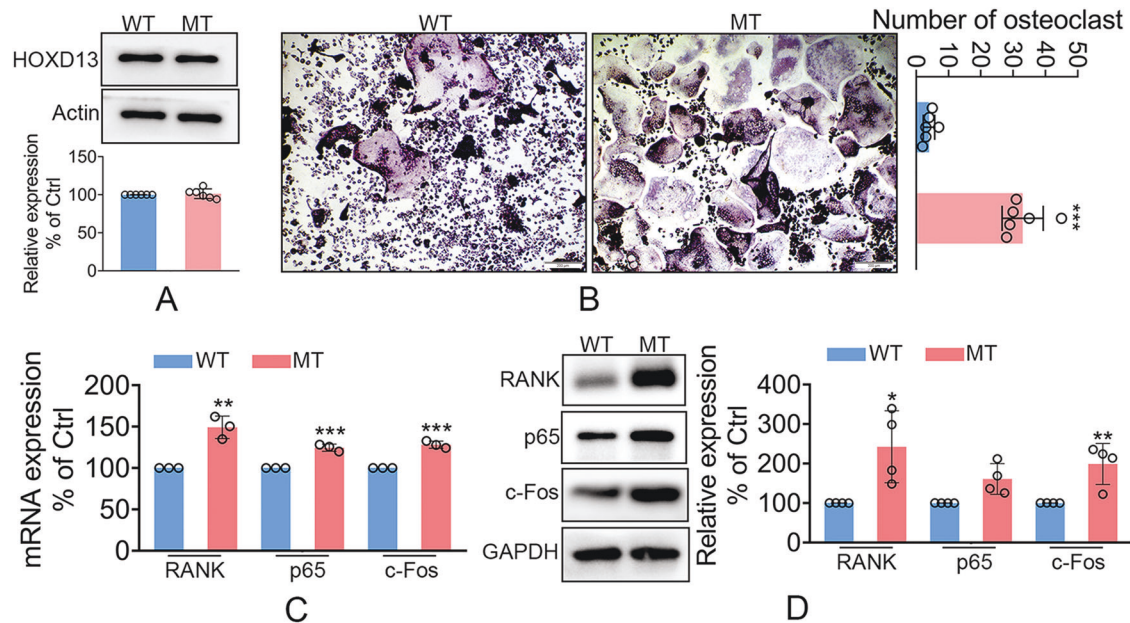 WT MT
HOXD13
Actin
Relative expression
% of Ctrl
150
100
50
0
A
WT
MT
B
Number of osteoclast
0
10
20
30
40
50
***
WT MT
mRNA expression
% of Ctrl
200
150
100
50
0
**
***
***
RANK p65 c-Fos
C
WT MT
RANK
p65
c-Fos
GAPDH
WT MT
Relative expression
% of Ctrl
400
300
200
100
0
*
**
RANK p65 c-Fos
D